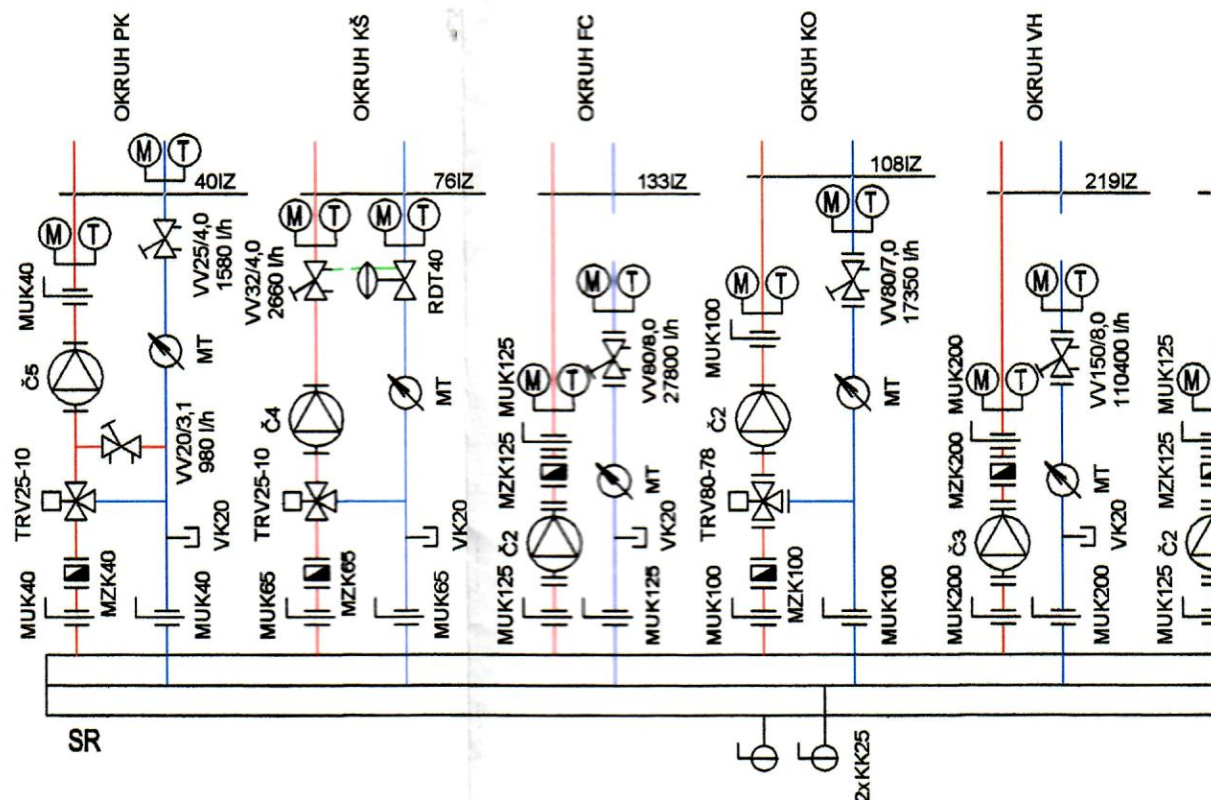 OKRUH PK
M T
40IZ
M T
MUK40
VV25/4,0
1580 l/h
Č5
MT
VV20/3,1
980 l/h
TRV25-10
VK20
MUK40
MZK40
MUK40
OKRUH KŠ
76IZ
M T
M T
VV32/4,0
2660 l/h
RDT40
Č4
MT
TRV25-10
VK20
MUK65
MZK65
MUK65
OKRUH FC
133IZ
M T
VV80/8,0
27800 l/h
M T
MUK125
MZK125
MT
Č2
VK20
MUK125
MUK125
OKRUH KO
108IZ
M T
M T
VV80/7,0
17350 l/h
MUK100
Č2
MT
TRV80-78
MUK100
MZK100
MUK100
OKRUH VH
219IZ
M T
VV150/8,0
110400 l/h
M T
MUK200
MZK200
MT
Č3
VK20
MUK200
MUK200
M
MUK125
MZK125
Č2
MUK125
SR
2xKK25